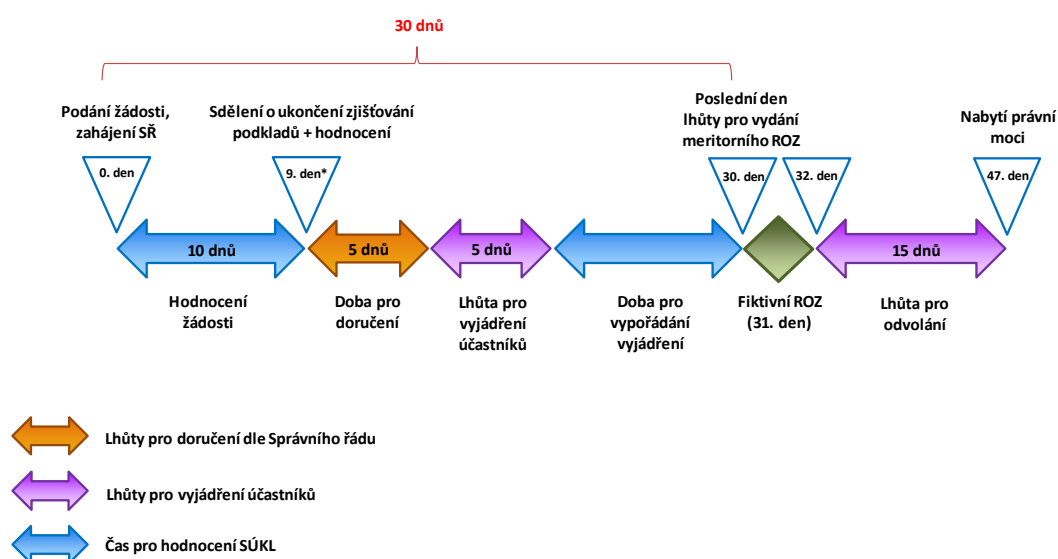 30 dnů
Podání žádosti,
zahájení SŘ
Sdělení o ukončení zjišťování
podkladů + hodnocení
Poslední den
lhůty pro vydání
meritorního ROZ
Nabytí právní
moci
0. den
9. den*
30. den
32. den
47. den
10 dnů
5 dnů
5 dnů
15 dnů
Hodnocení
žádosti
Doba pro
doručení
Lhůta pro
vyjádření
účastníků
Doba pro
vypořádání
vyjádření
Fiktivní ROZ
(31. den)
Lhůta pro
odvolání
Lhůty pro doručení dle Správního řádu
Lhůty pro vyjádření účastníků
Čas pro hodnocení SÚKL